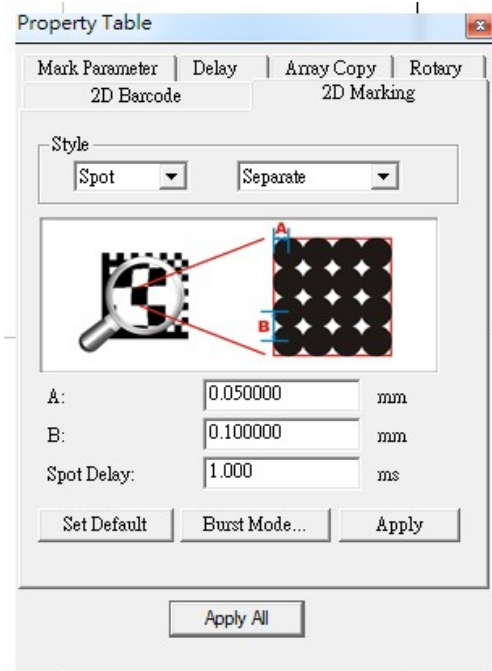 Property Table
Mark Parameter Delay Array Copy Rotary
2D Barcode 2D Marking
Style
Spot Separate
A
B
A: 0.050000 mm
B: 0.100000 mm
Spot Delay: 1.000 ms
Set Default Burst Mode... Apply
Apply All